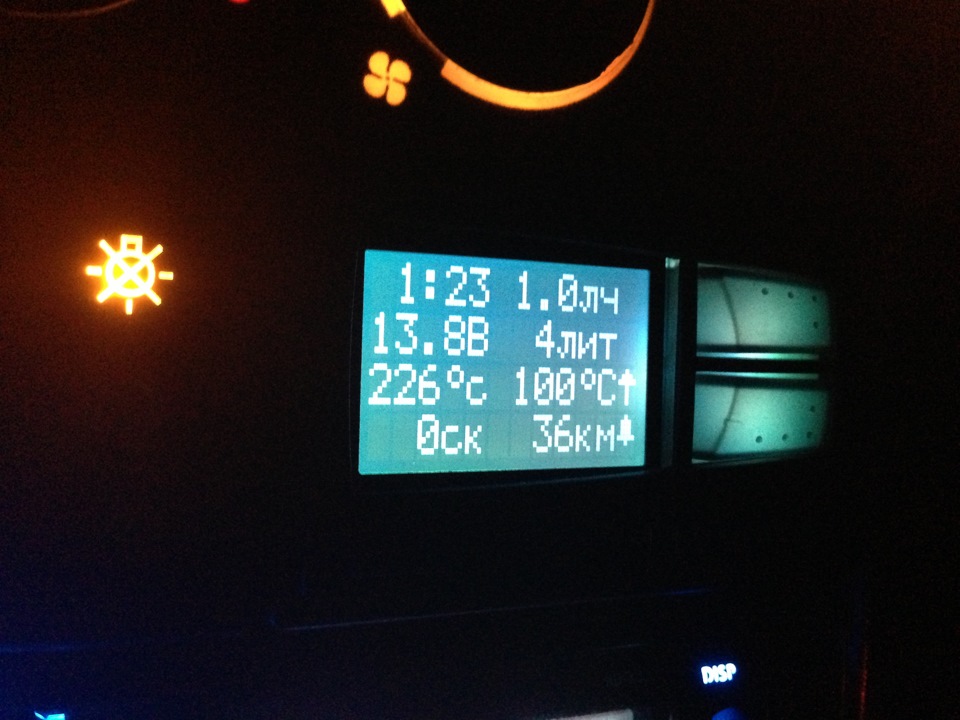 1:23 1.0лч
13.8В 4лит
226°с 100°С↑
0ск 36км
DISP